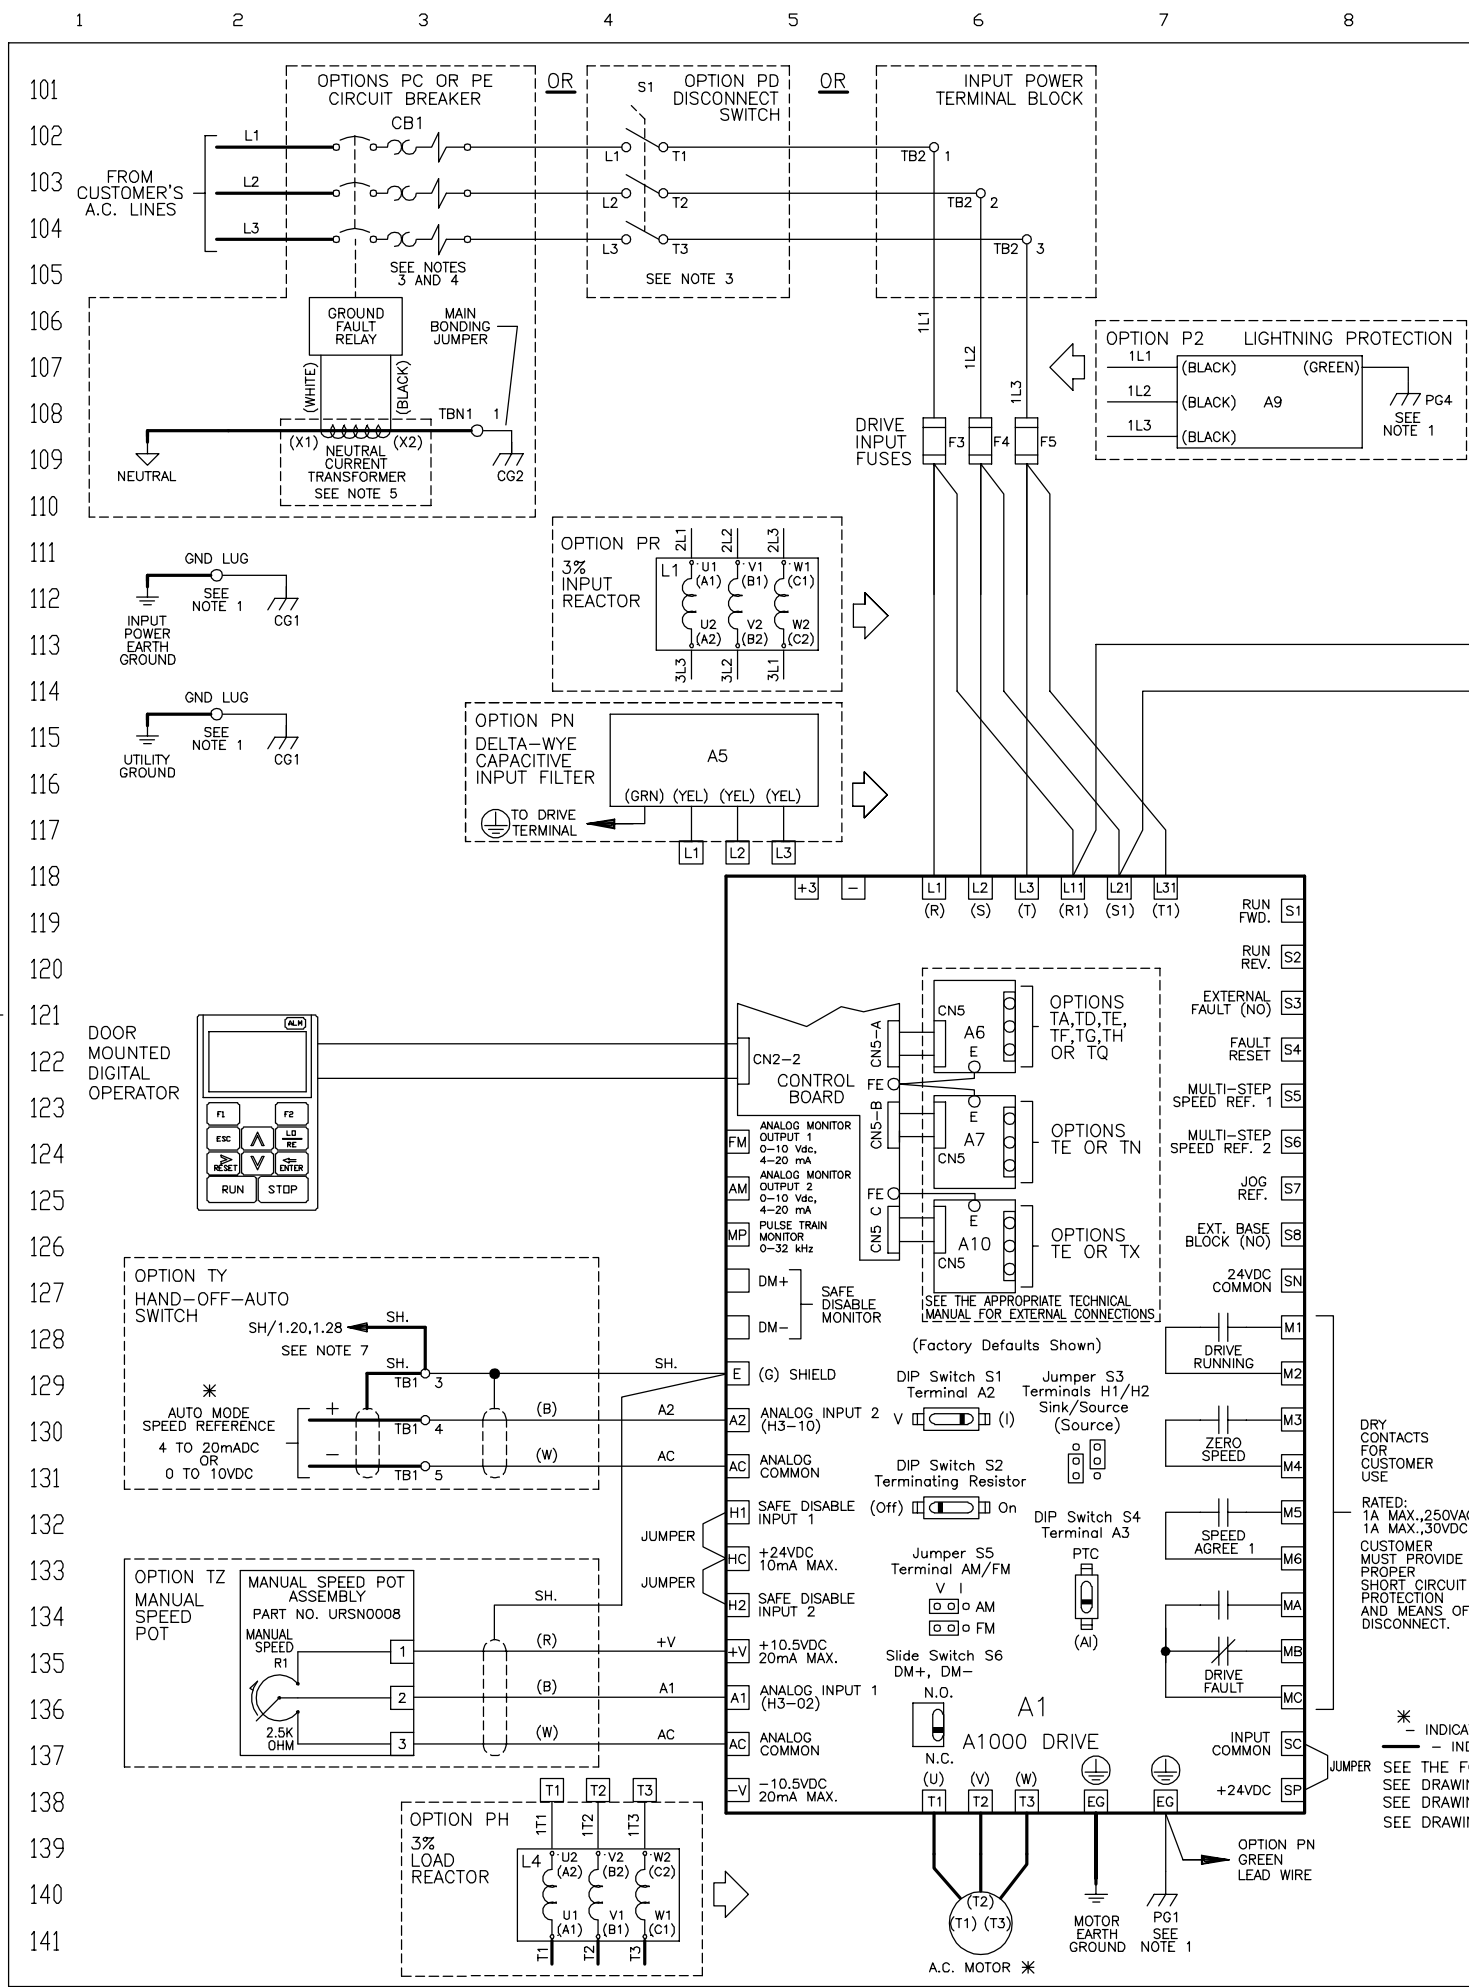 1 2 3 4 5 6 7 8
101
102
103
104
105
106
107
108
109
110
111
112
113
114
115
116
117
118
119
120
121
122
123
124
125
126
127
128
129
130
131
132
133
134
135
136
137
138
139
140
141
OPTIONS PC OR PE
CIRCUIT BREAKER
CB1
OR
S1
OPTION PD
DISCONNECT
SWITCH
OR
INPUT POWER
TERMINAL BLOCK
FROM
CUSTOMER'S
A.C. LINES
L1
L2
L3
L1 T1
L2 T2
L3 T3
TB2 1
TB2 2
TB2 3
SEE NOTES
3 AND 4
SEE NOTE 3
GROUND
FAULT
RELAY
MAIN
BONDING
JUMPER
(WHITE)
(BLACK)
TBN1 1
(X1) (X2)
NEUTRAL
CURRENT
TRANSFORMER
SEE NOTE 5
NEUTRAL
CG2
1L1
1L2
1L3
OPTION P2 LIGHTNING PROTECTION
1L1 (BLACK) (GREEN)
1L2 (BLACK) A9 PG4
1L3 (BLACK)
SEE
NOTE 1
DRIVE
INPUT
FUSES
F3 F4 F5
GND LUG
SEE
NOTE 1
CG1
INPUT
POWER
EARTH
GROUND
GND LUG
SEE
NOTE 1
CG1
UTILITY
GROUND
OPTION PR
3%
INPUT
REACTOR
2L1 2L2 2L3
L1 U1 V1 W1
(A1) (B1) (C1)
U2 V2 W2
(A2) (B2) (C2)
3L3 3L2 3L1
OPTION PN
DELTA-WYE
CAPACITIVE
INPUT FILTER
A5
(GRN) (YEL) (YEL) (YEL)
TO DRIVE
TERMINAL
L1 L2 L3
+3 - L1 L2 L3 L11 L21 L31
(R) (S) (T) (R1) (S1) (T1)
RUN
FWD. S1
RUN
REV. S2
EXTERNAL
FAULT (NO) S3
FAULT
RESET S4
MULTI-STEP
SPEED REF. 1 S5
MULTI-STEP
SPEED REF. 2 S6
JOG
REF. S7
EXT. BASE
BLOCK (NO) S8
24VDC
COMMON SN
DOOR
MOUNTED
DIGITAL
OPERATOR
ALM
F1 F2
ESC LO
RE
RESET ENTER
RUN STOP
CN2-2
CONTROL
BOARD
CN5-A
CN5
A6
E
FE
OPTIONS
TA,TD,TE,
TF,TG,TH
OR TQ
CN5-B
E
A7
CN5
OPTIONS
TE OR TN
FE
CN5 C
E
A10
CN5
OPTIONS
TE OR TX
SEE THE APPROPRIATE TECHNICAL
MANUAL FOR EXTERNAL CONNECTIONS
FM
ANALOG MONITOR
OUTPUT 1
0-10 Vdc,
4-20 mA
AM
ANALOG MONITOR
OUTPUT 2
0-10 Vdc,
4-20 mA
MP
PULSE TRAIN
MONITOR
0-32 kHz
DM+
DM-
SAFE
DISABLE
MONITOR
OPTION TY
HAND-OFF-AUTO
SWITCH
SH/1.20,1.28
SH.
SEE NOTE 7
SH. TB1 3 SH.
E (G) SHIELD
✳
AUTO MODE
SPEED REFERENCE
4 TO 20mADC
OR
0 TO 10VDC
+ TB1 4 (B) A2
- TB1 5 (W) AC
A2 ANALOG INPUT 2
(H3-10)
AC ANALOG
COMMON
H1 SAFE DISABLE
INPUT 1
JUMPER
HC +24VDC
10mA MAX.
JUMPER
H2 SAFE DISABLE
INPUT 2
+V +10.5VDC
20mA MAX.
A1 ANALOG INPUT 1
(H3-02)
AC ANALOG
COMMON
-V -10.5VDC
20mA MAX.
(Factory Defaults Shown)
DIP Switch S1
Terminal A2
V (I)
Jumper S3
Terminals H1/H2
Sink/Source
(Source)
DIP Switch S2
Terminating Resistor
(Off) On
DIP Switch S4
Terminal A3
PTC
(AI)
Jumper S5
Terminal AM/FM
V I
AM
FM
Slide Switch S6
DM+, DM-
N.O.
N.C.
A1
A1000 DRIVE
M1
DRIVE
RUNNING
M2
M3
ZERO
SPEED
M4
M5
SPEED
AGREE 1
M6
MA
MB
DRIVE
FAULT
MC
INPUT
COMMON SC
+24VDC SP
JUMPER
DRY
CONTACTS
FOR
CUSTOMER
USE
RATED:
1A MAX.,250VAC
1A MAX.,30VDC
CUSTOMER
MUST PROVIDE
PROPER
SHORT CIRCUIT
PROTECTION
AND MEANS OF
DISCONNECT.
✳
- INDICA
- IND
SEE THE FO
SEE DRAWIN
SEE DRAWIN
SEE DRAWIN
OPTION TZ
MANUAL
SPEED
POT
MANUAL SPEED POT
ASSEMBLY
PART NO. URSN0008
MANUAL
SPEED
R1
2.5K
OHM
SH.
1 (R) +V
2 (B) A1
3 (W) AC
(U) (V) (W)
T1 T2 T3 EG EG
OPTION PH
3%
LOAD
REACTOR
T1 T2 T3
1T1 1T2 1T3
L4 U2 V2 W2
(A2) (B2) (C2)
U1 V1 W1
(A1) (B1) (C1)
T1 T2 T3
(T2)
(T1) (T3)
A.C. MOTOR ✳
MOTOR
EARTH
GROUND
PG1
SEE
NOTE 1
OPTION PN
GREEN
LEAD WIRE